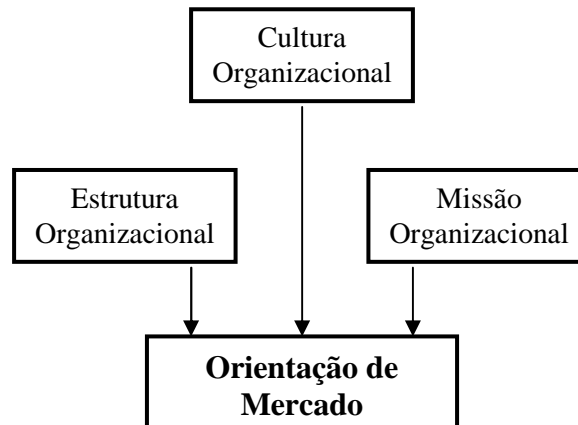 Cultura
Organizacional
Estrutura
Organizacional
Missão
Organizacional
Orientação de
Mercado